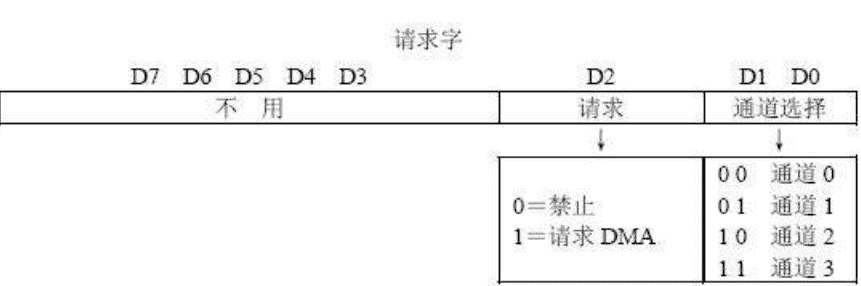 请求字
D7 D6 D5 D4 D3 D2 D1 D0
不 用 请求 通道选择
↓ ↓
0 0 通道 0
0＝禁止 0 1 通道 1
1＝请求 DMA 1 0 通道 2
1 1 通道 3